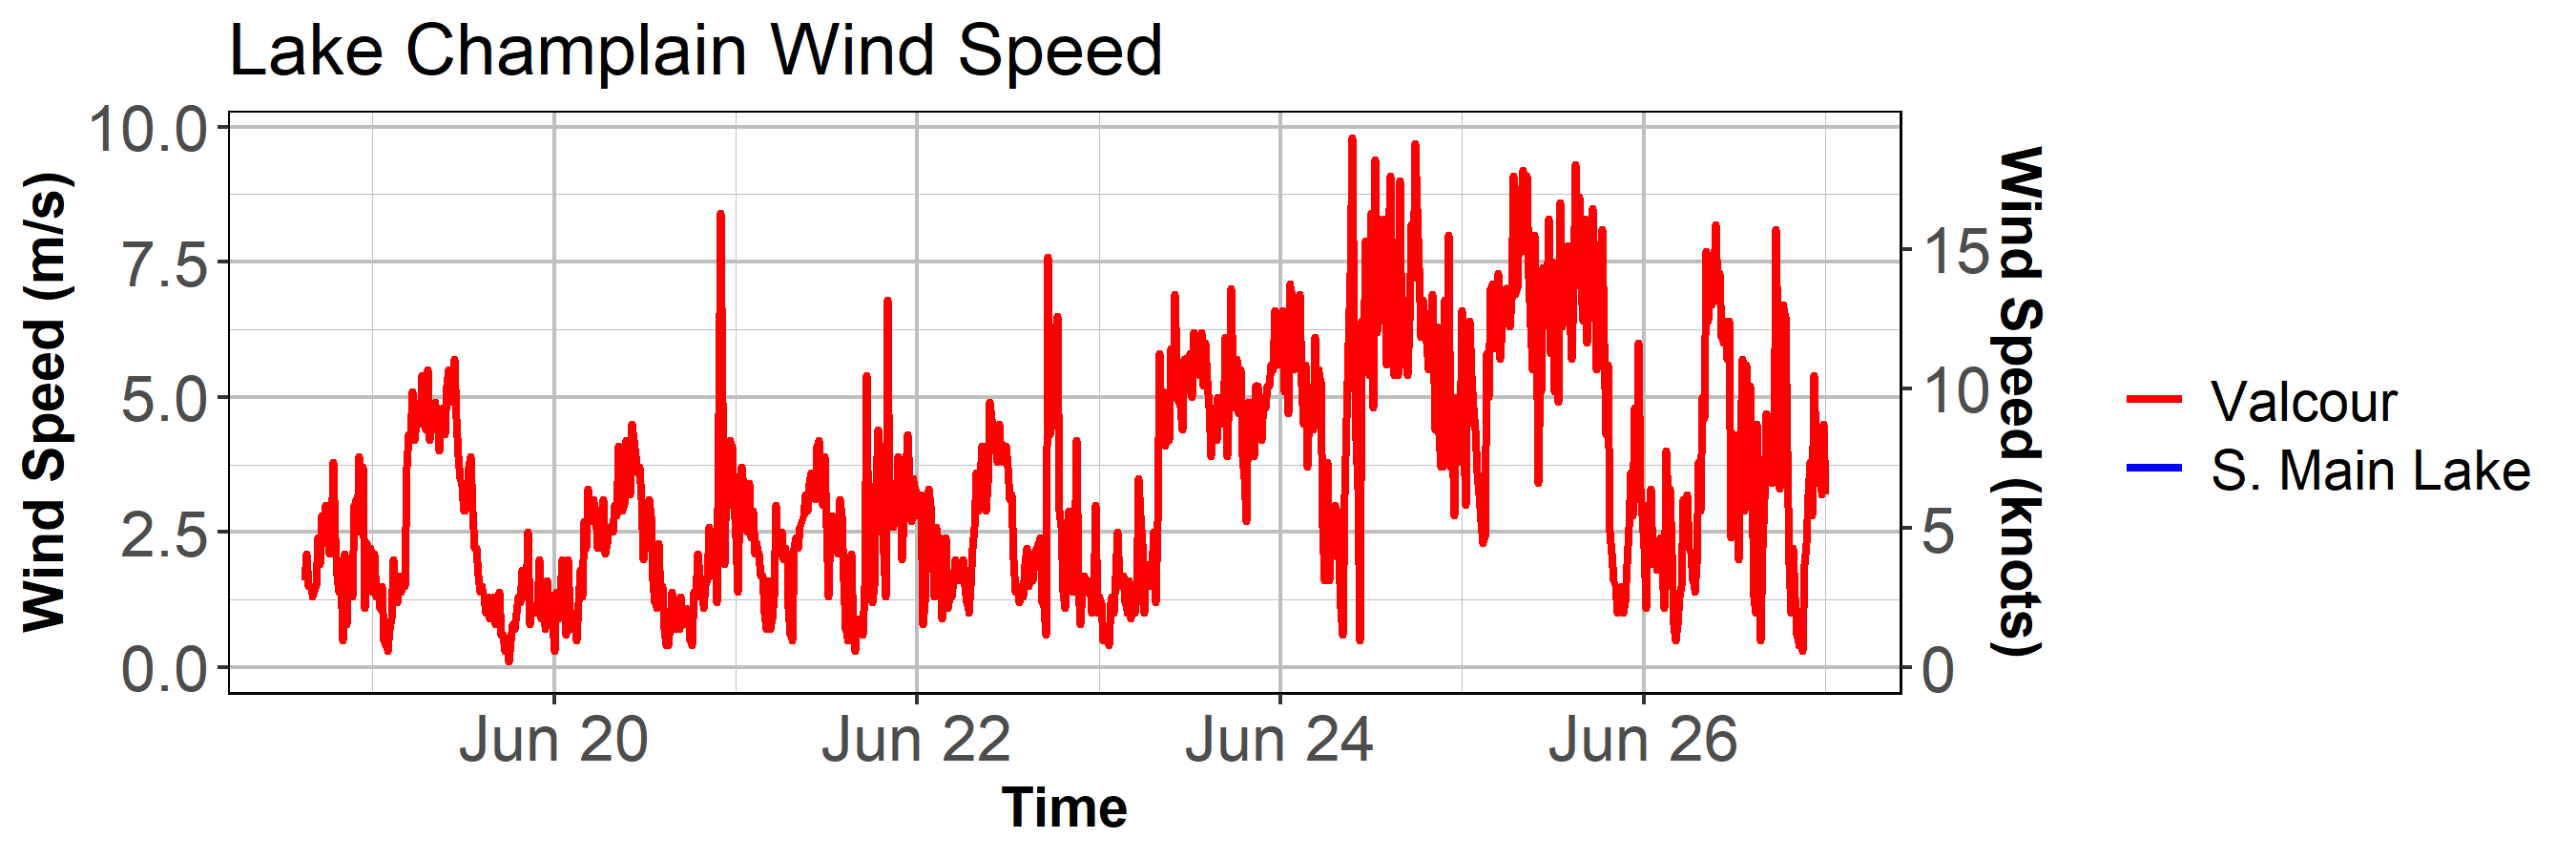 Lake Champlain Wind Speed
Wind Speed (m/s)
10.0
7.5
5.0
2.5
0.0
Jun 20
Jun 22
Jun 24
Jun 26
Time
15
10
5
0
Wind Speed (knots)
Valcour
S. Main Lake